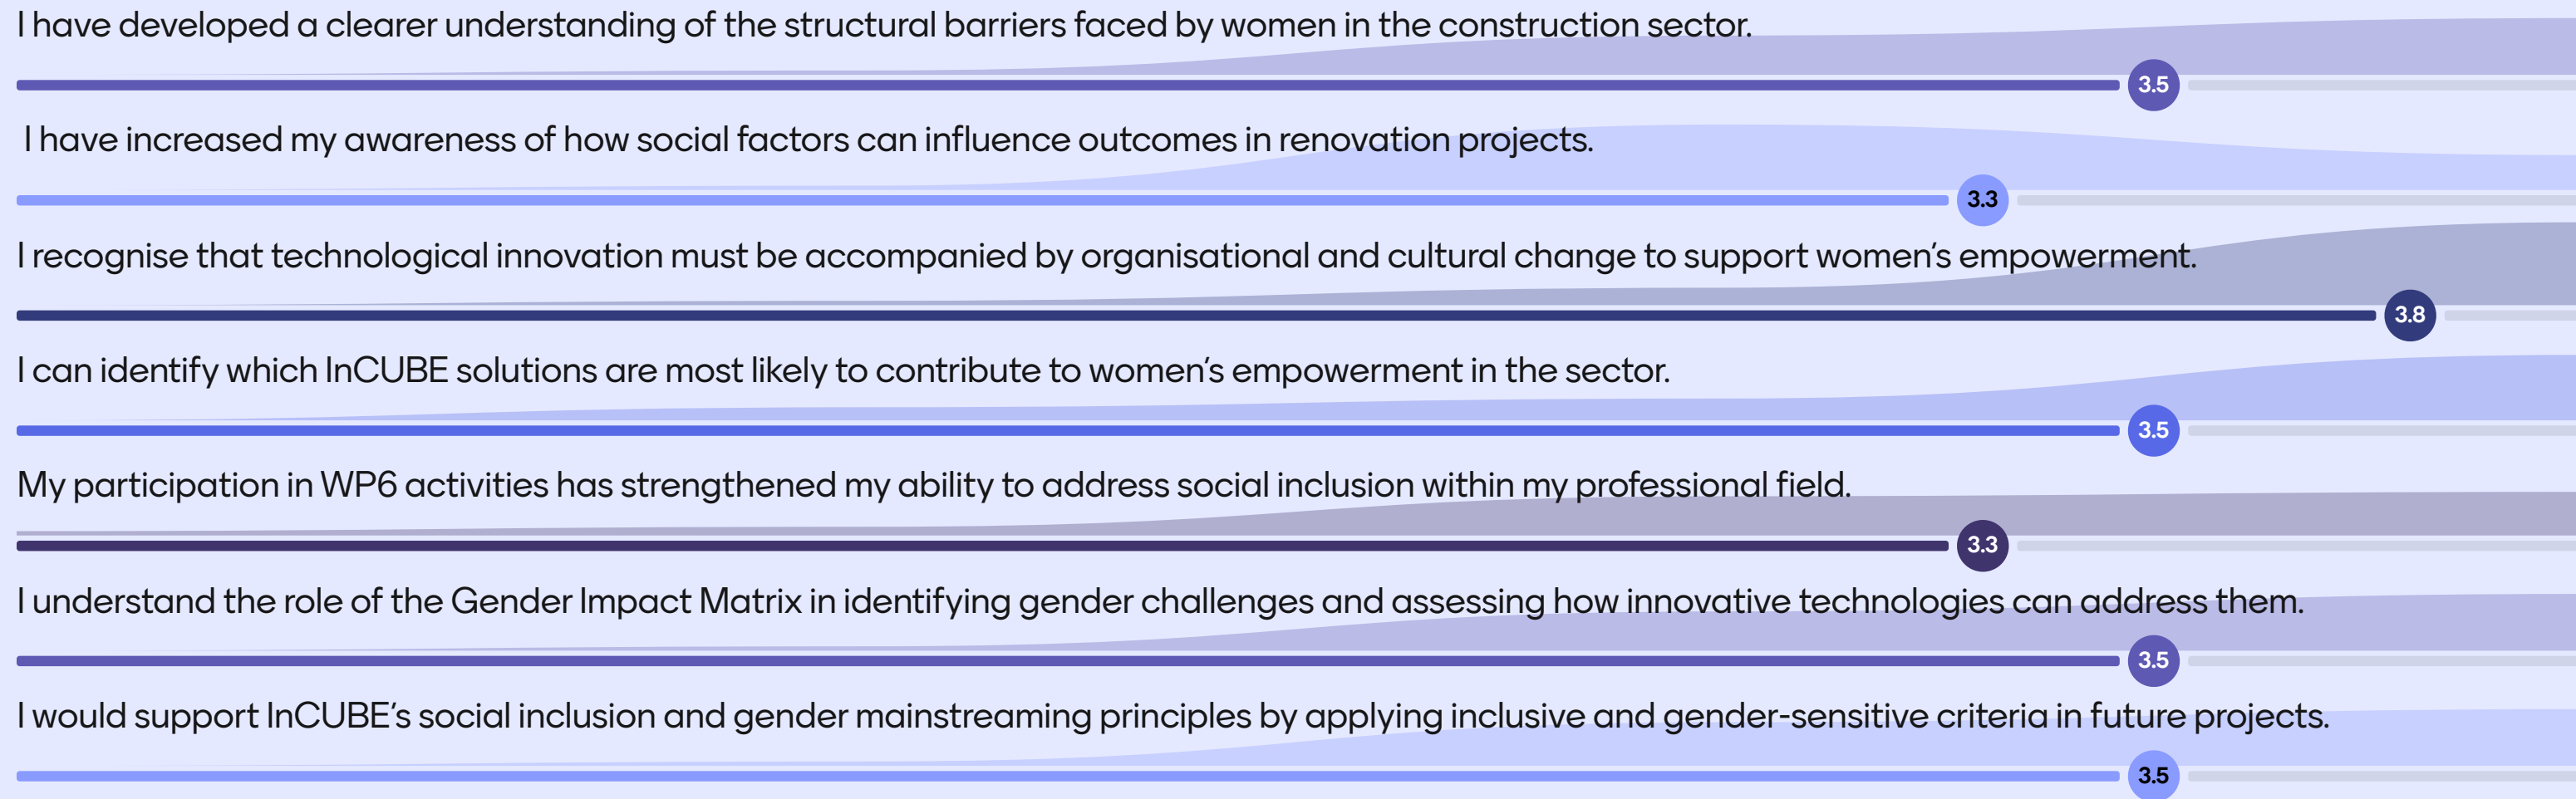 I have developed a clearer understanding of the structural barriers faced by women in the construction sector.
3.5
I have increased my awareness of how social factors can influence outcomes in renovation projects.
3.3
I recognise that technological innovation must be accompanied by organisational and cultural change to support women’s empowerment.
3.8
I can identify which InCUBE solutions are most likely to contribute to women’s empowerment in the sector.
3.5
My participation in WP6 activities has strengthened my ability to address social inclusion within my professional field.
3.3
I understand the role of the Gender Impact Matrix in identifying gender challenges and assessing how innovative technologies can address them.
3.5
I would support InCUBE’s social inclusion and gender mainstreaming principles by applying inclusive and gender-sensitive criteria in future projects.
3.5